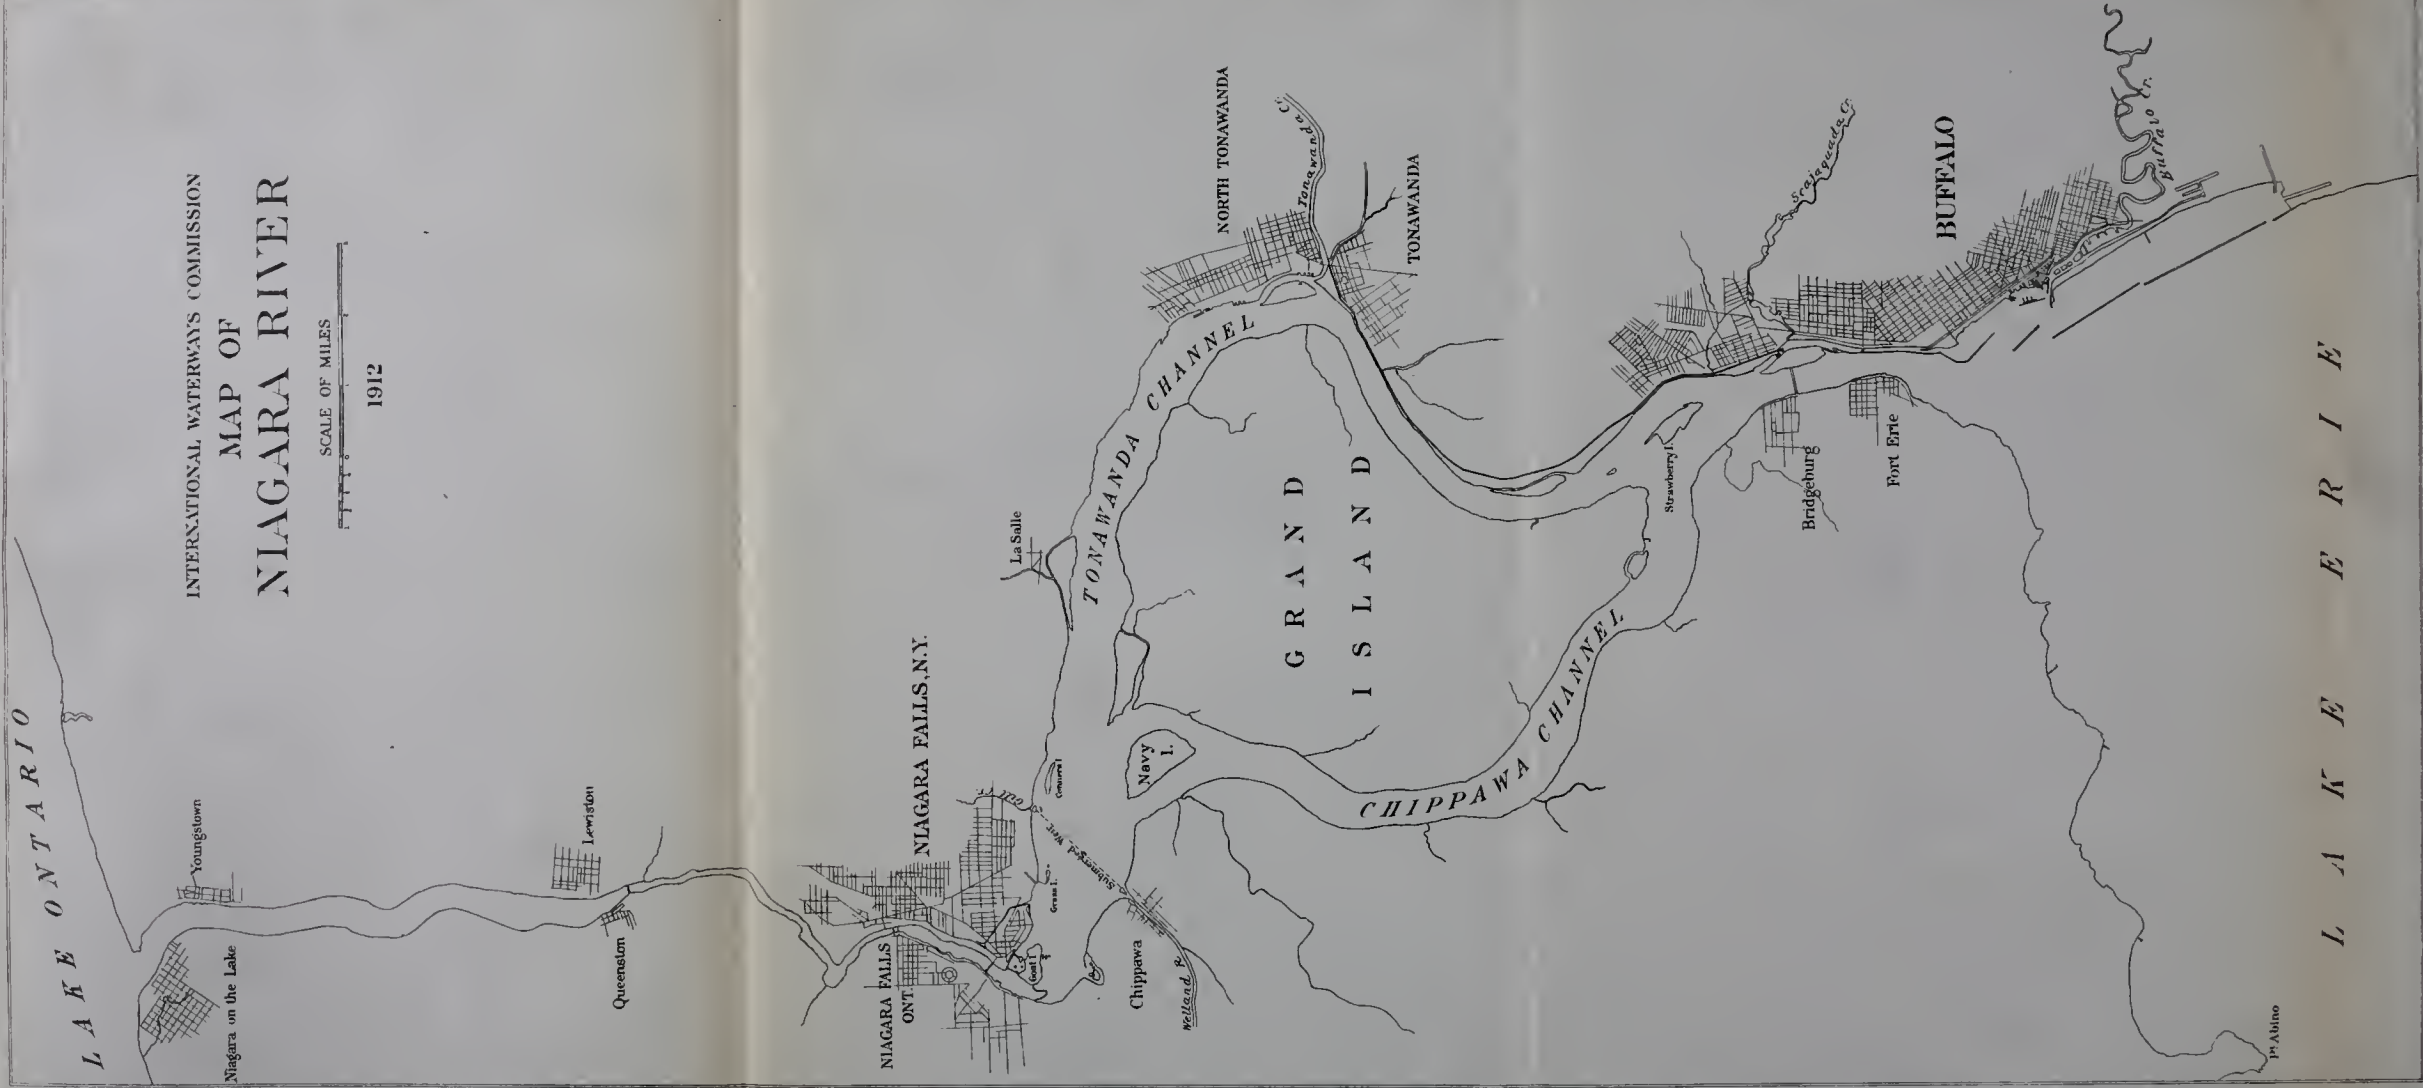 INTERNATIONAL WATERWAYS COMMISSION
MAP OF
NIAGARA RIVER
SCALE OF MILES
1912
LAKE ONTARIO
Youngstown
Niagara on the Lake
Lewiston
Queenston
NIAGARA FALLS, N.Y.
NIAGARA FALLS
ONT.
Goat I.
Grass I.
Submerged Weir
Chippawa
Welland R.
Navy
I.
La Salle
TONAWANDA CHANNEL
NORTH TONAWANDA
Tonawanda Cr.
TONAWANDA
GRAND
ISLAND
CHIPPAWA CHANNEL
Strawberry I.
Scajaquada Cr.
BUFFALO
Buffalo Cr.
Bridgeburg
Fort Erie
LAKE ERIE
Pt Abino